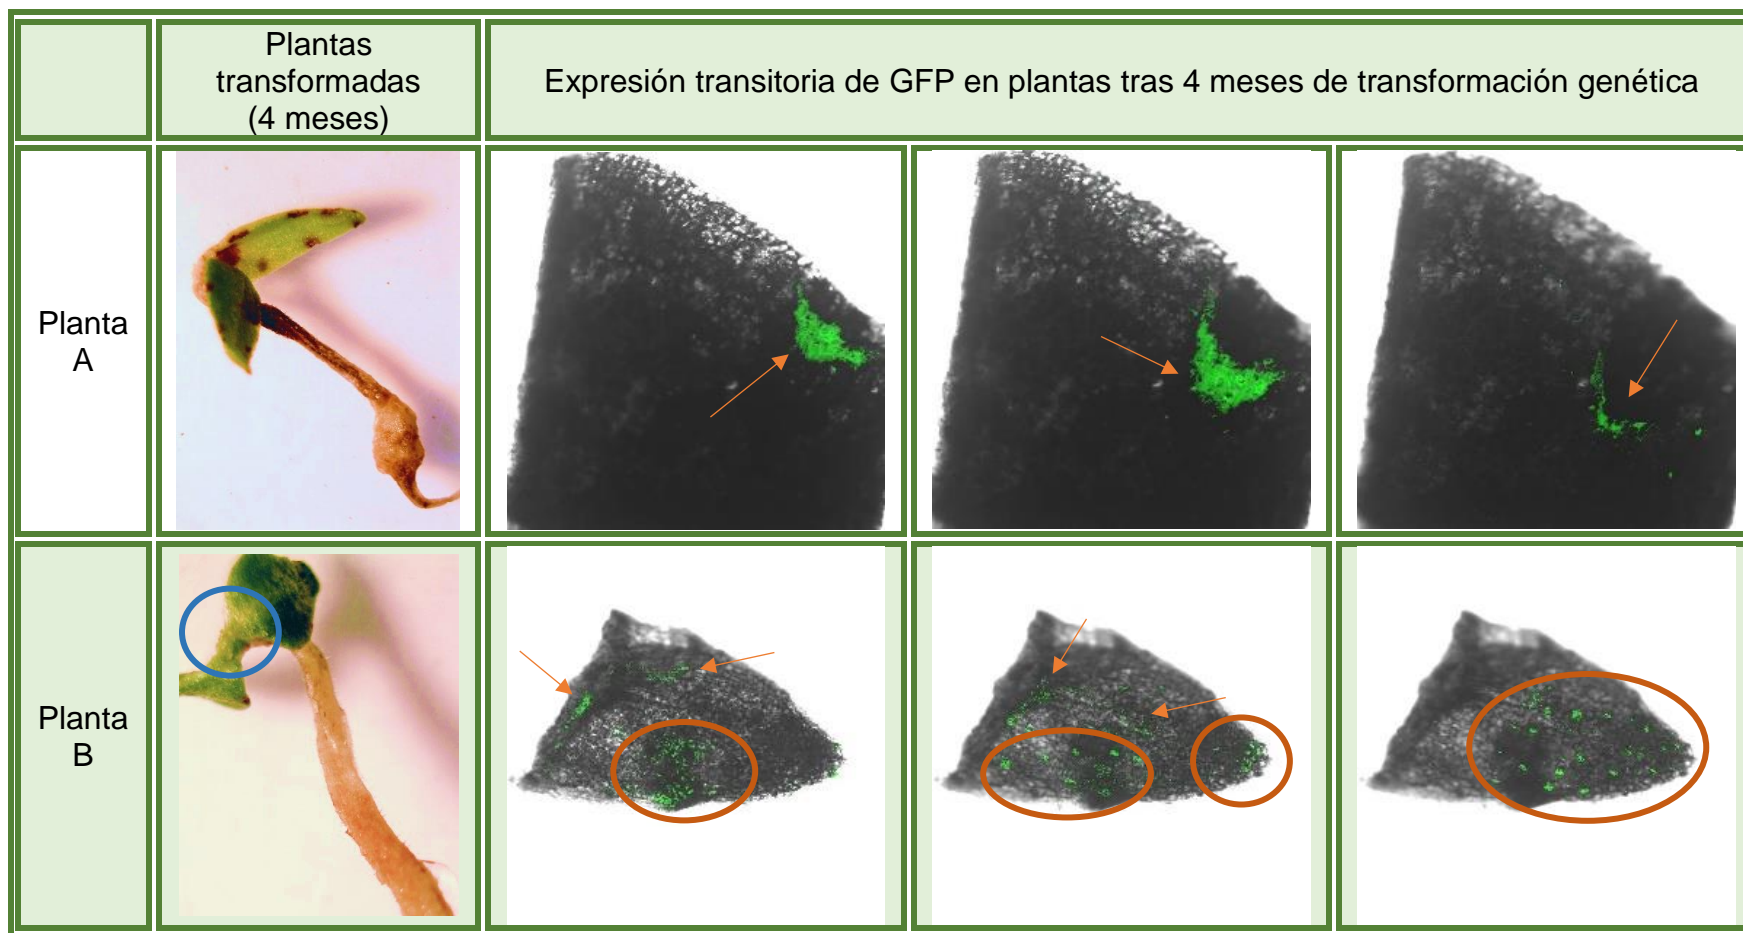 Plantas
transformadas
(4 meses)
Expresión transitoria de GFP en plantas tras 4 meses de transformación genética
Planta
A
Planta
B